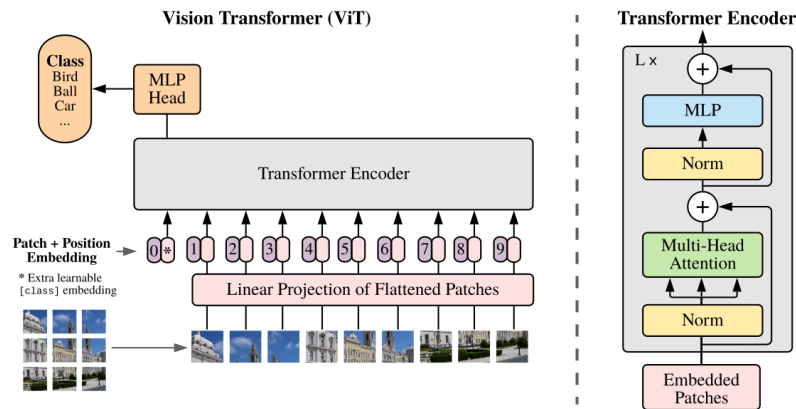 Vision Transformer (ViT)
Class
Bird
Ball
Car
...
MLP
Head
Transformer Encoder
Patch + Position
Embedding
0 * 1 2 3 4 5 6 7 8 9
* Extra learnable
[class] embedding
Linear Projection of Flattened Patches
Transformer Encoder
L x
+
MLP
Norm
+
Multi-Head
Attention
Norm
Embedded
Patches